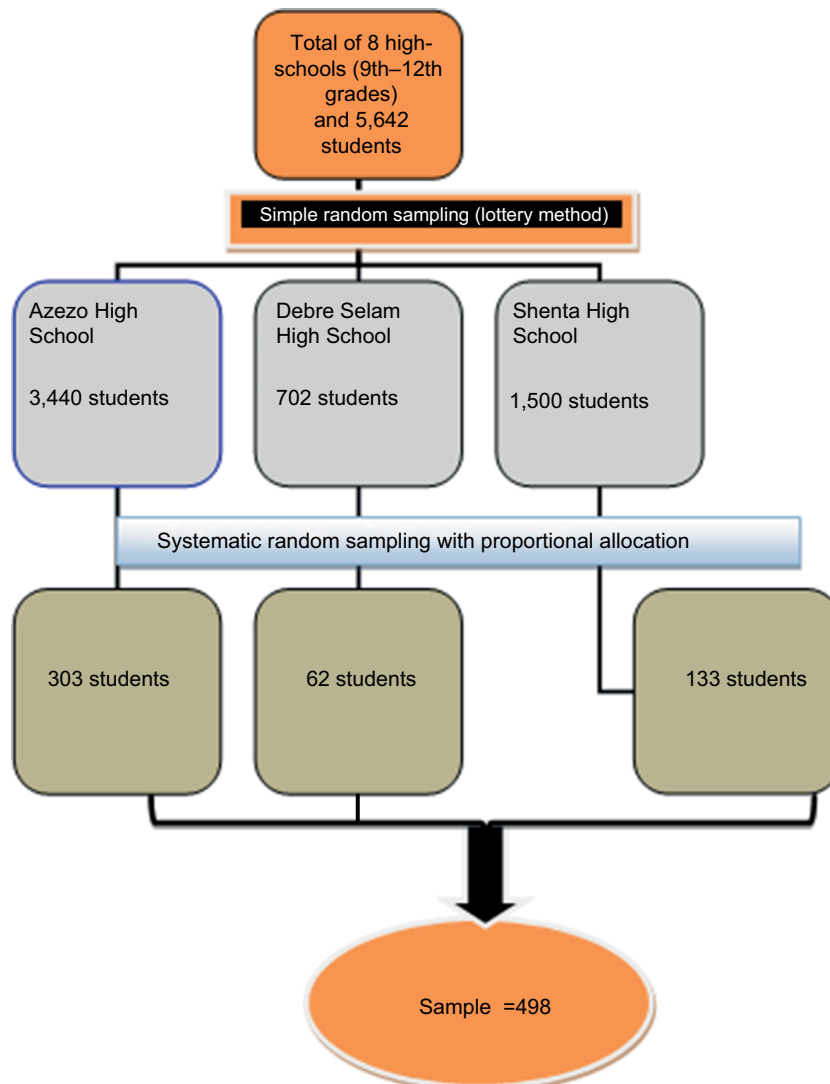 Total of 8 high-
schools (9th–12th
grades)
and 5,642
students
Simple random sampling (lottery method)
Azezo High
School
3,440 students
Debre Selam
High School
702 students
Shenta High
School
1,500 students
Systematic random sampling with proportional allocation
303 students
62 students
133 students
Sample =498